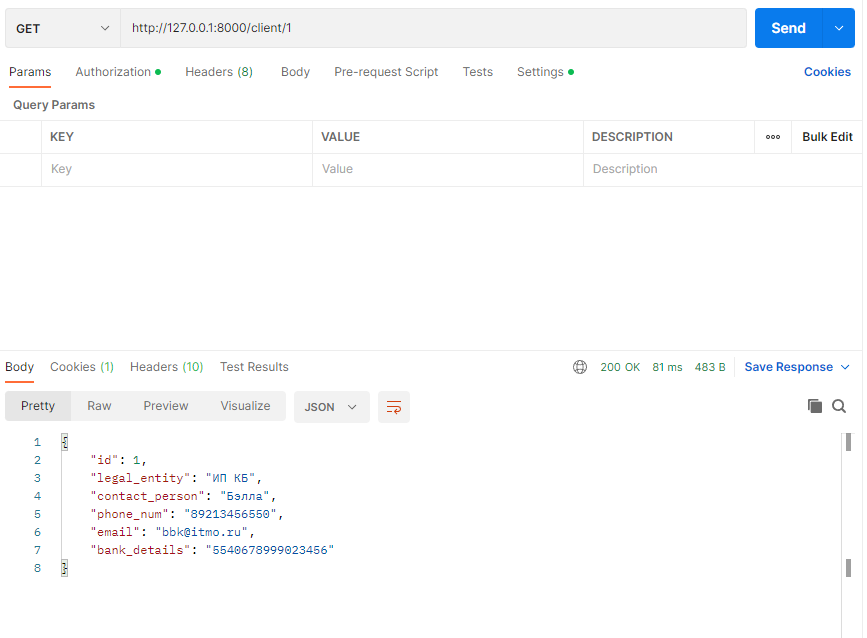 GET http://127.0.0.1:8000/client/1 Send
Params Authorization Headers (8) Body Pre-request Script Tests Settings Cookies
Query Params
KEY VALUE DESCRIPTION Bulk Edit
Key Value Description
Body Cookies (1) Headers (10) Test Results 200 OK 81 ms 483 B Save Response
Pretty Raw Preview Visualize JSON
1 {
2 "id": 1,
3 "legal_entity": "ИП КБ",
4 "contact_person": "Бэлла",
5 "phone_num": "89213456550",
6 "email": "bbk@itmo.ru",
7 "bank_details": "5540678999023456"
8 }